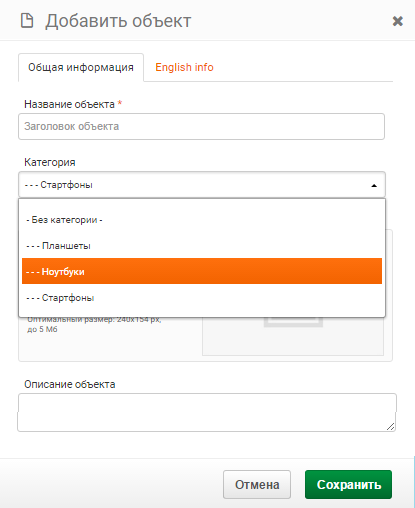 Добавить объект
Общая информация
English info
Название объекта *
Заголовок объекта
Категория
- - - Стартфоны
- Без категории -
- - - Планшеты
- - - Ноутбуки
- - - Стартфоны
Оптимальный размер: 240x154 px,
до 5 Мб
Описание объекта
Отмена
Сохранить